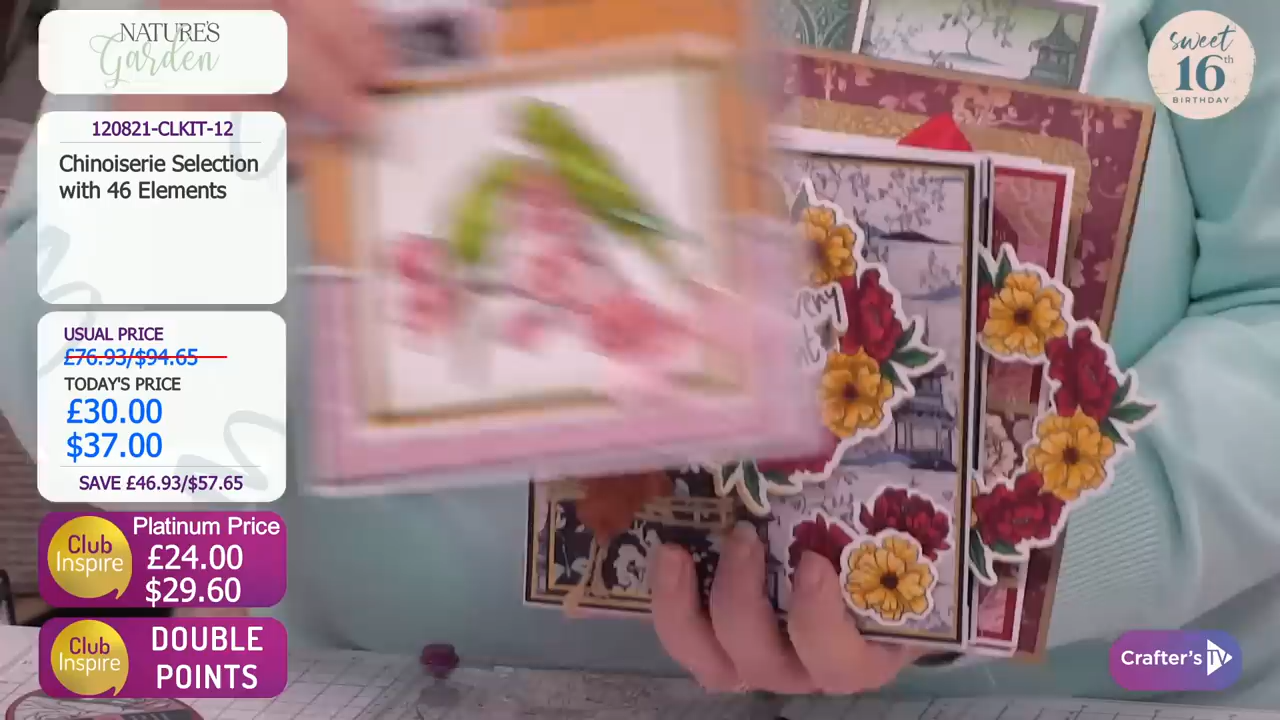 NATURE'S
Garden
120821-CLKIT-12
Chinoiserie Selection
with 46 Elements
USUAL PRICE
£76.93/$94.65
TODAY'S PRICE
£30.00
$37.00
SAVE £46.93/$57.65
Club
Inspire
Platinum Price
£24.00
$29.60
Club
Inspire
DOUBLE
POINTS
sweet
16th
BIRTHDAY
Crafter's TV